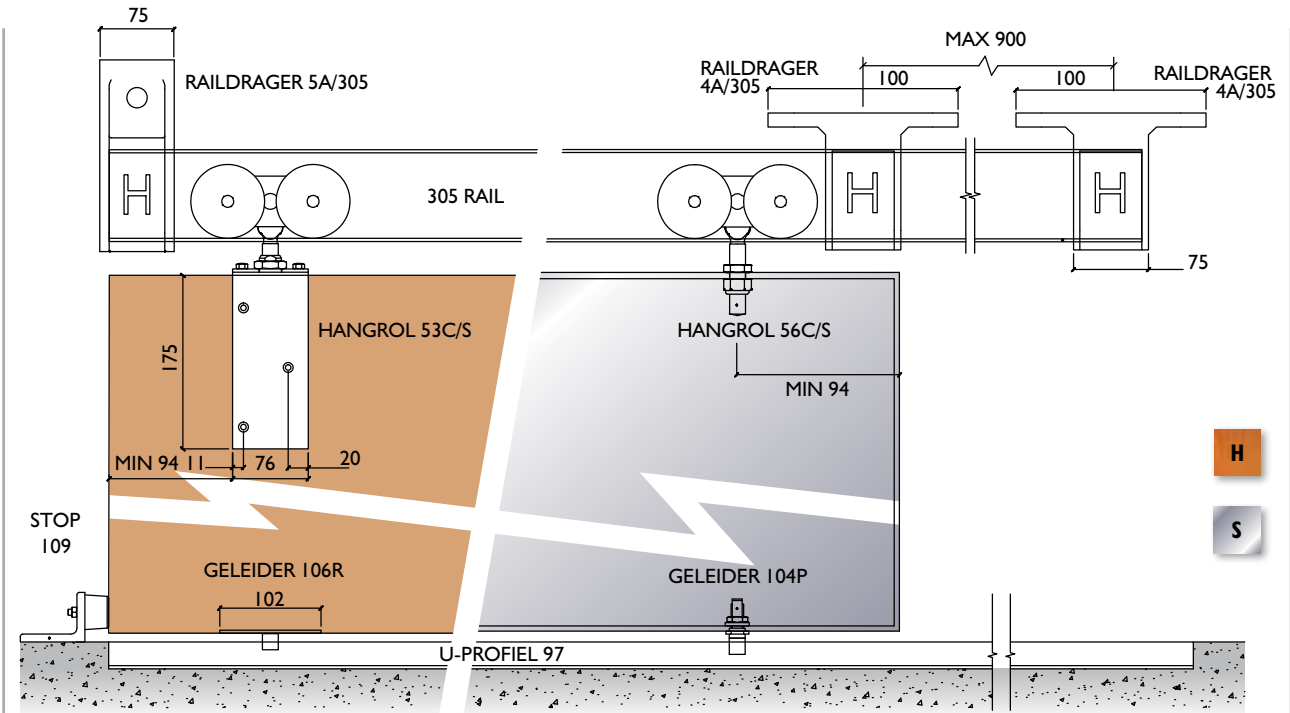 75
MAX 900
RAILDRAGER 5A/305
RAILDRAGER
4A/305
100
100
RAILDRAGER
4A/305
H
305 RAIL
H
H
75
HANGROL 53C/S
HANGROL 56C/S
175
MIN 94
MIN 94
11
76
20
H
S
STOP
109
GELEIDER 106R
102
GELEIDER 104P
U-PROFIEL 97